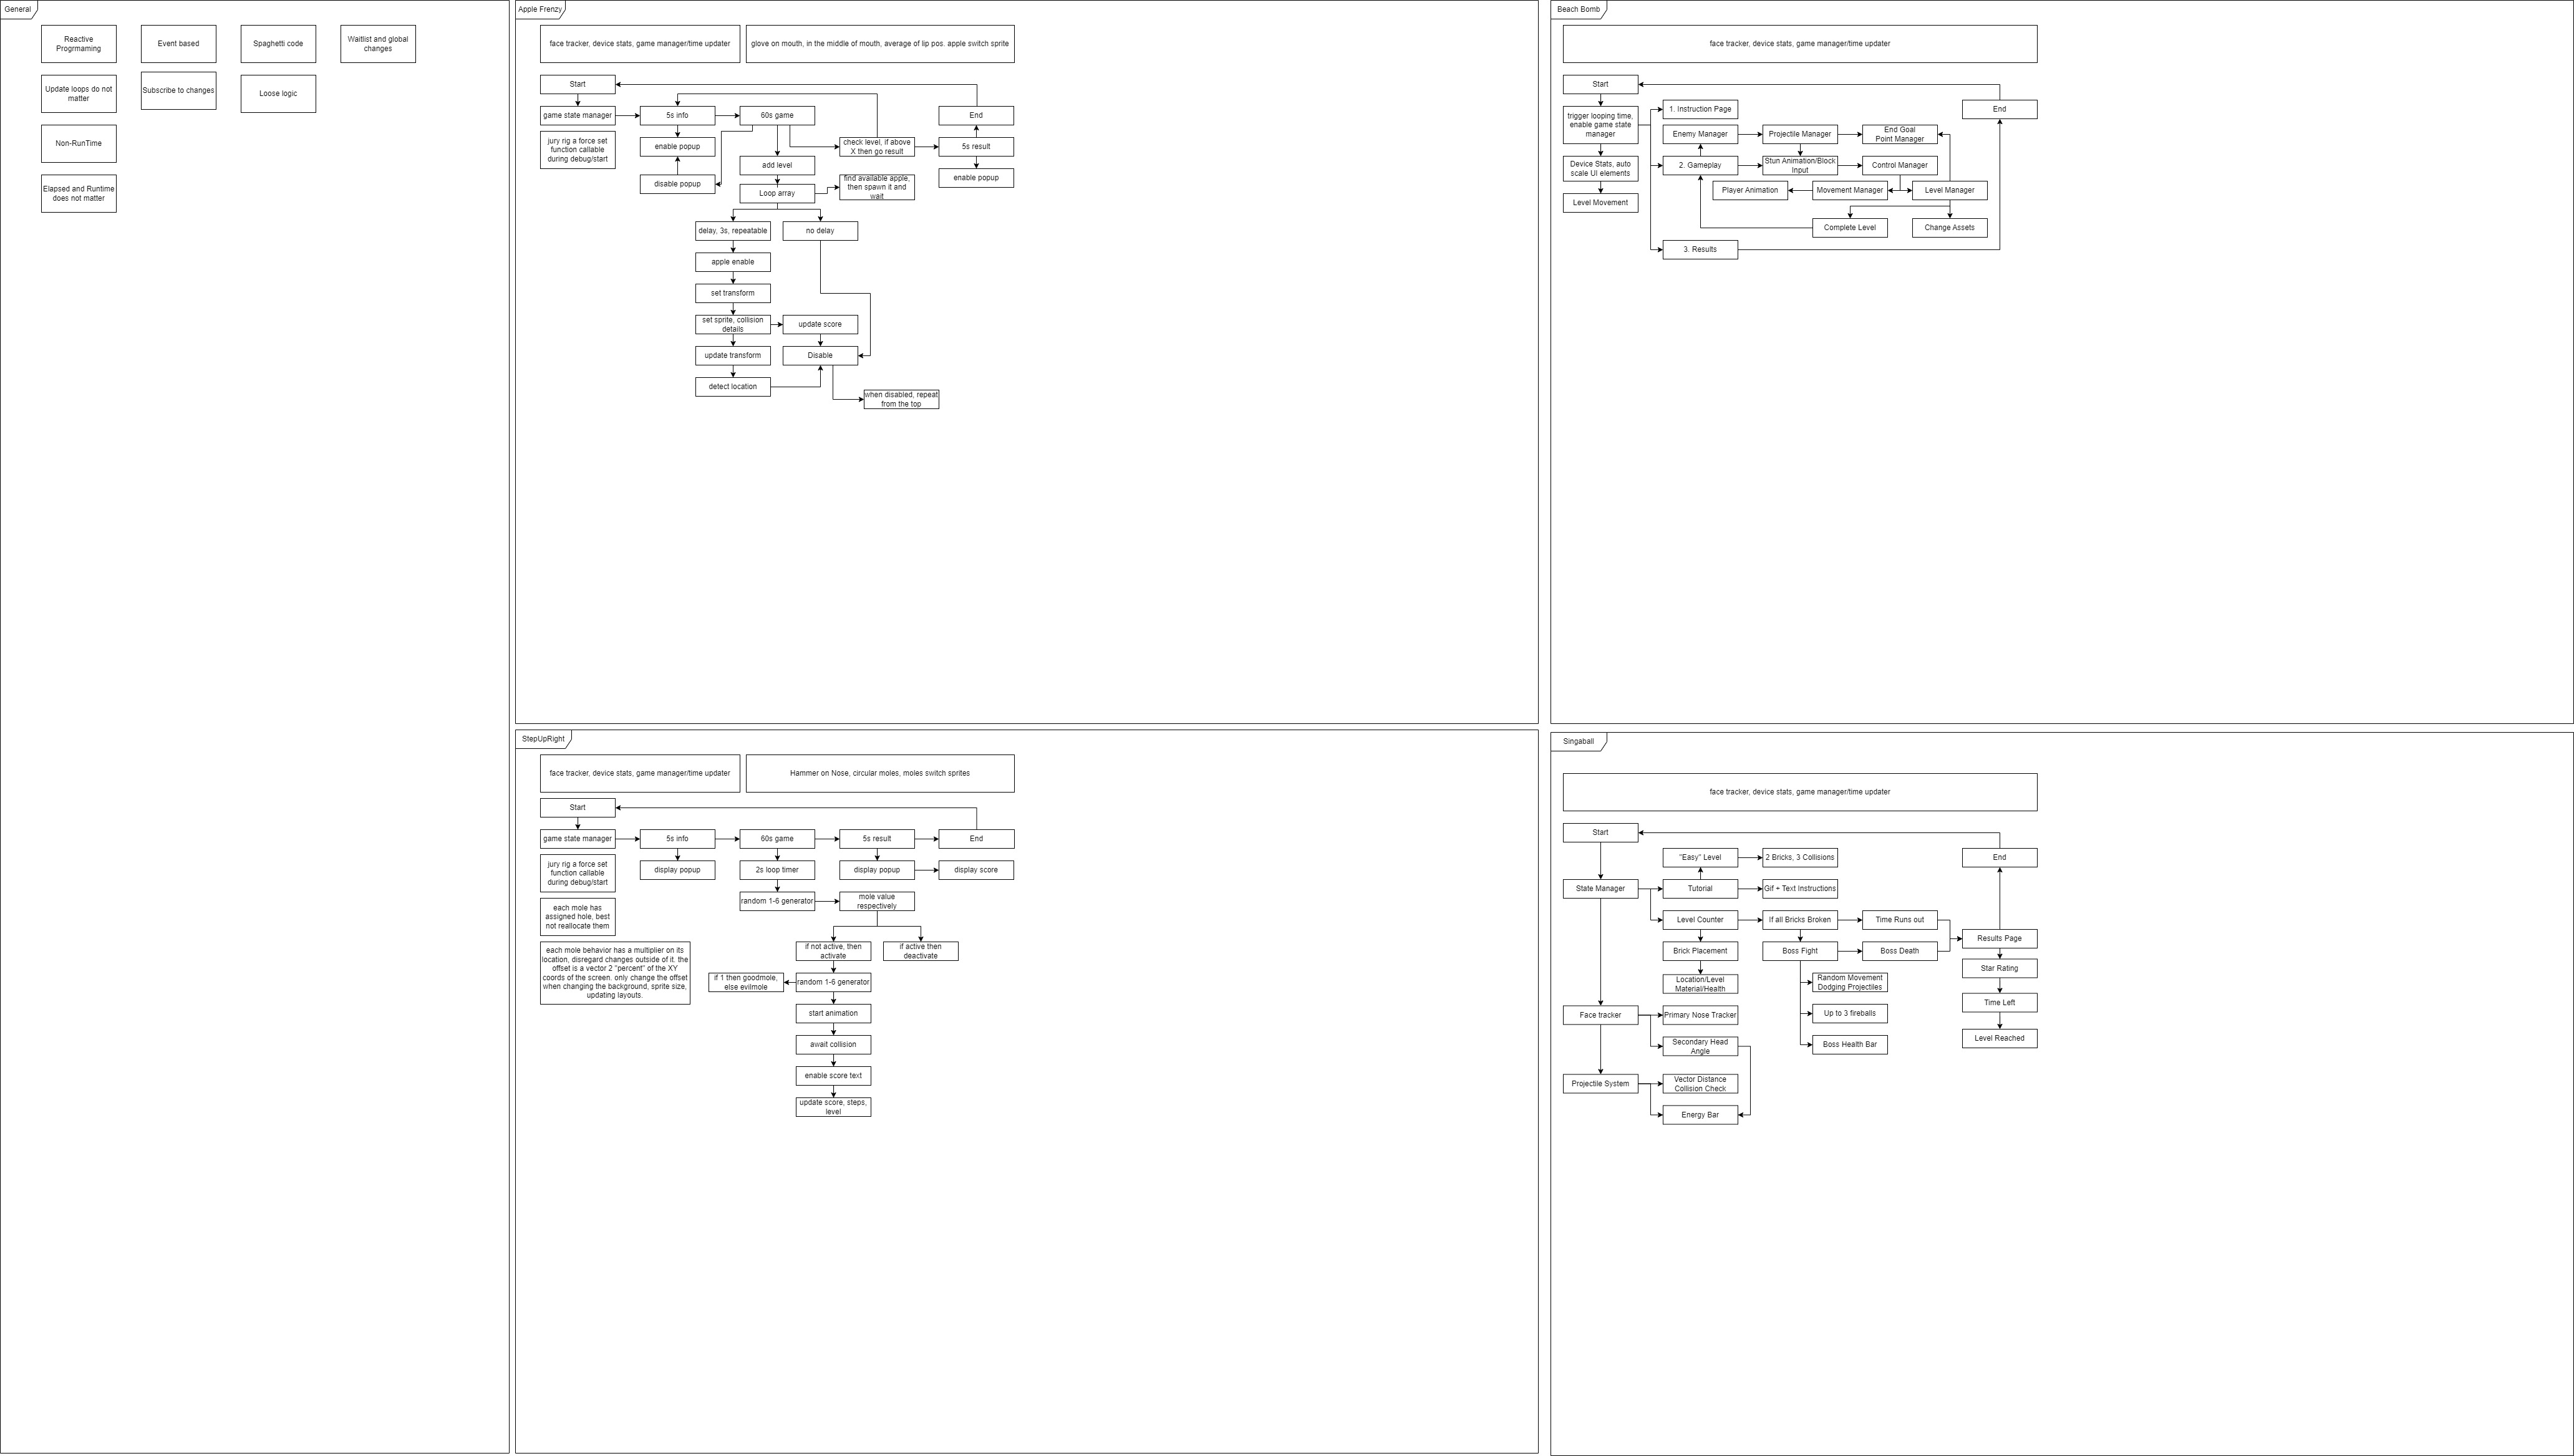 General
Reactive
Progrmaming
Event based
Spaghetti code
Waitlist and global
changes
Update loops do not
matter
Subscribe to changes
Loose logic
Non-RunTime
Elapsed and Runtime
does not matter
Apple Frenzy
face tracker, device stats, game manager/time updater
glove on mouth, in the middle of mouth, average of lip pos. apple switch sprite
Start
game state manager
5s info
60s game
End
jury rig a force set
function callable
during debug/start
enable popup
check level, if above
X then go result
5s result
add level
disable popup
find available apple,
then spawn it and
wait
enable popup
Loop array
delay, 3s, repeatable
no delay
apple enable
set transform
set sprite, collision
details
update score
update transform
Disable
detect location
when disabled, repeat
from the top
Beach Bomb
face tracker, device stats, game manager/time updater
Start
trigger looping time,
enable game state
manager
1. Instruction Page
End
Enemy Manager
Projectile Manager
End Goal
Point Manager
Device Stats, auto
scale UI elements
2. Gameplay
Stun Animation/Block
Input
Control Manager
Player Animation
Movement Manager
Level Manager
Level Movement
Complete Level
Change Assets
3. Results
StepUpRight
face tracker, device stats, game manager/time updater
Hammer on Nose, circular moles, moles switch sprites
Start
game state manager
5s info
60s game
5s result
End
jury rig a force set
function callable
during debug/start
display popup
2s loop timer
display popup
display score
each mole has
assigned hole, best
not reallocate them
random 1-6 generator
mole value
respectively
each mole behavior has a multiplier on its
location, disregard changes outside of it. the
offset is a vector 2 "percent" of the XY
coords of the screen. only change the offset
when changing the background, sprite size,
updating layouts.
if not active, then
activate
if active then
deactivate
if 1 then goodmole,
else evilmole
random 1-6 generator
start animation
await collision
enable score text
update score, steps,
level
Singaball
face tracker, device stats, game manager/time updater
Start
"Easy" Level
2 Bricks, 3 Collisions
End
State Manager
Tutorial
Gif + Text Instructions
Level Counter
If all Bricks Broken
Time Runs out
Results Page
Brick Placement
Boss Fight
Boss Death
Star Rating
Location/Level
Material/Health
Random Movement
Dodging Projectiles
Time Left
Face tracker
Primary Nose Tracker
Up to 3 fireballs
Level Reached
Secondary Head
Angle
Boss Health Bar
Projectile System
Vector Distance
Collision Check
Energy Bar